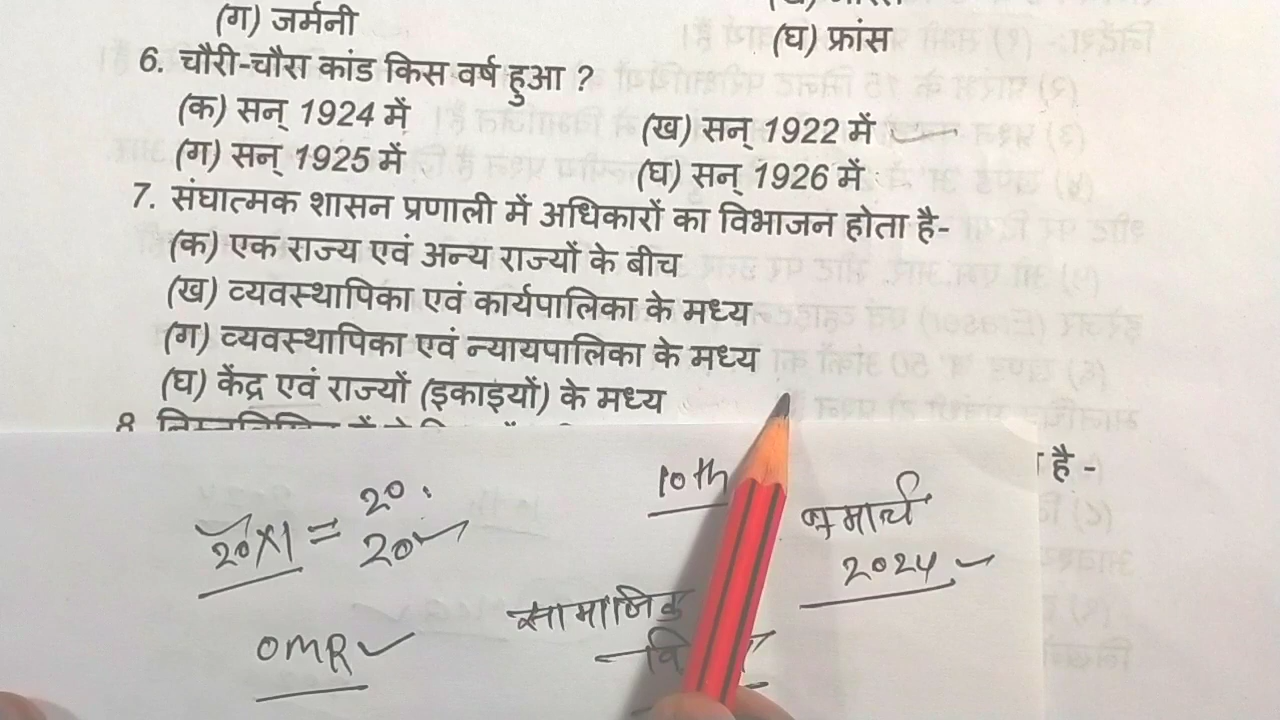 (ग) जर्मनी
(घ) फ्रांस
6. चौरी-चौरा कांड किस वर्ष हुआ ?
(क) सन् 1924 में
(ख) सन् 1922 में
(ग) सन् 1925 में
(घ) सन् 1926 में
7. संघात्मक शासन प्रणाली में अधिकारों का विभाजन होता है-
(क) एक राज्य एवं अन्य राज्यों के बीच
(ख) व्यवस्थापिका एवं कार्यपालिका के मध्य
(ग) व्यवस्थापिका एवं न्यायपालिका के मध्य
(घ) केंद्र एवं राज्यों (इकाइयों) के मध्य
8.
है -
20x1 = 20
20
10th
मार्च
2024
सामाजिक
OMR